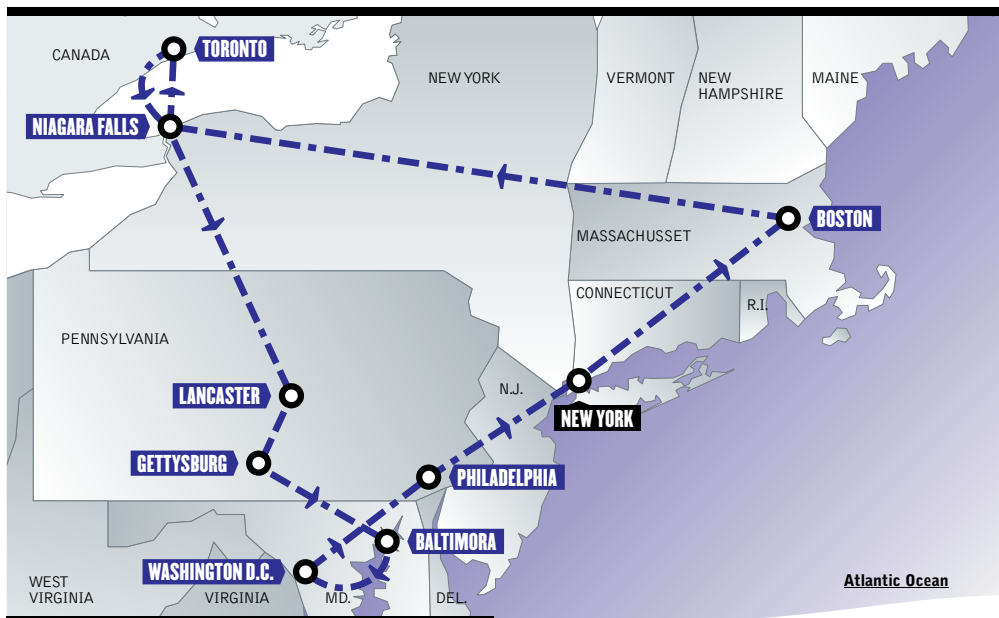 CANADA
TORONTO
NEW YORK
VERMONT
NEW
HAMPSHIRE
MAINE
NIAGARA FALLS
BOSTON
MASSACHUSSET
CONNECTICUT
R.I.
PENNSYLVANIA
LANCASTER
N.J.
NEW YORK
GETTYSBURG
PHILADELPHIA
BALTIMORA
WASHINGTON D.C.
WEST
VIRGINIA
VIRGINIA
MD.
DEL.
Atlantic Ocean